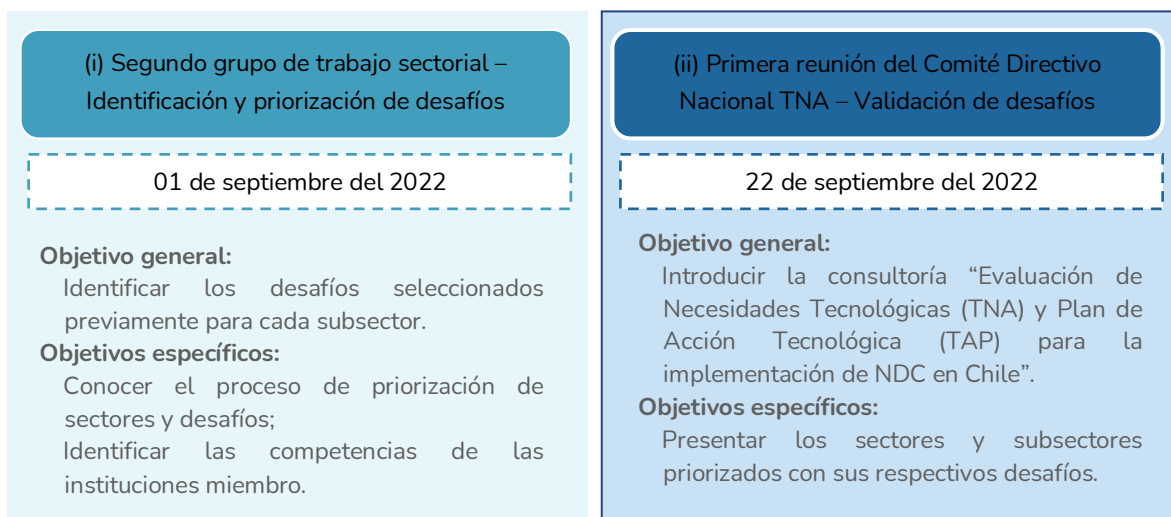 (i) Segundo grupo de trabajo sectorial –
Identificación y priorización de desafíos
01 de septiembre del 2022
Objetivo general:
Identificar los desafíos seleccionados
previamente para cada subsector.
Objetivos específicos:
Conocer el proceso de priorización de
sectores y desafíos;
Identificar las competencias de las
instituciones miembro.
(ii) Primera reunión del Comité Directivo
Nacional TNA – Validación de desafíos
22 de septiembre del 2022
Objetivo general:
Introducir la consultoría “Evaluación de
Necesidades Tecnológicas (TNA) y Plan de
Acción Tecnológica (TAP) para la
implementación de NDC en Chile”.
Objetivos específicos:
Presentar los sectores y subsectores
priorizados con sus respectivos desafíos.